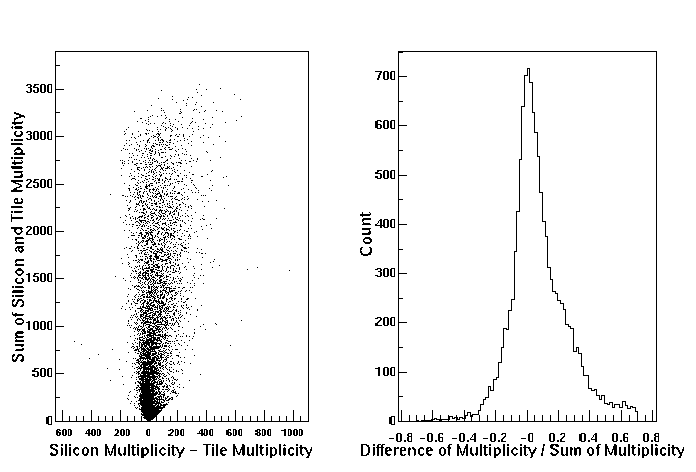 3500
3000
2500
2000
1500
1000
500
0
600 400 200 0 200 400 600 800 1000
Sum of Silicon and Tile Multiplicity
Silicon Multiplicity - Tile Multiplicity
700
600
500
400
300
200
100
0
-0.8 -0.6 -0.4 -0.2 -0 0.2 0.4 0.6 0.8
Count
Difference of Multiplicity / Sum of Multiplicity